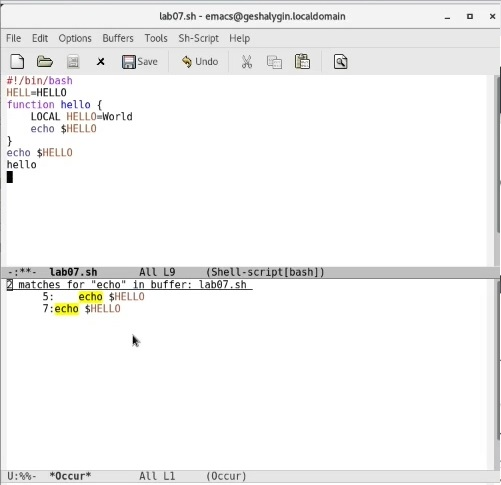 lab07.sh - emacs@geshalygin.localdomain
File Edit Options Buffers Tools Sh-Script Help
Save Undo
#!/bin/bash
HELL=HELLO
function hello {
    LOCAL HELLO=World
    echo $HELLO
}
echo $HELLO
hello
-:**-  lab07.sh       All L9     (Shell-script[bash])
2 matches for "echo" in buffer: lab07.sh
      5:    echo $HELLO
      7:echo $HELLO
U:%%-  *Occur*        All L1     (Occur)